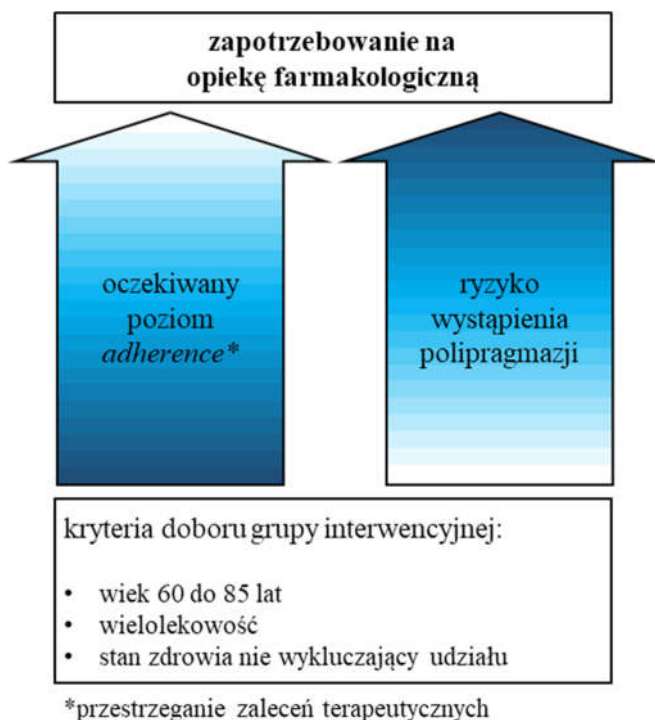 zapotrzebowanie na
opiekę farmakologiczną
oczekiwany
poziom
adherence*
ryzyko
wystąpienia
polipragmazji
kryteria doboru grupy interwencyjnej:
• wiek 60 do 85 lat
• wielolekowość
• stan zdrowia nie wykluczający udziału
*przestrzeganie zaleceń terapeutycznych